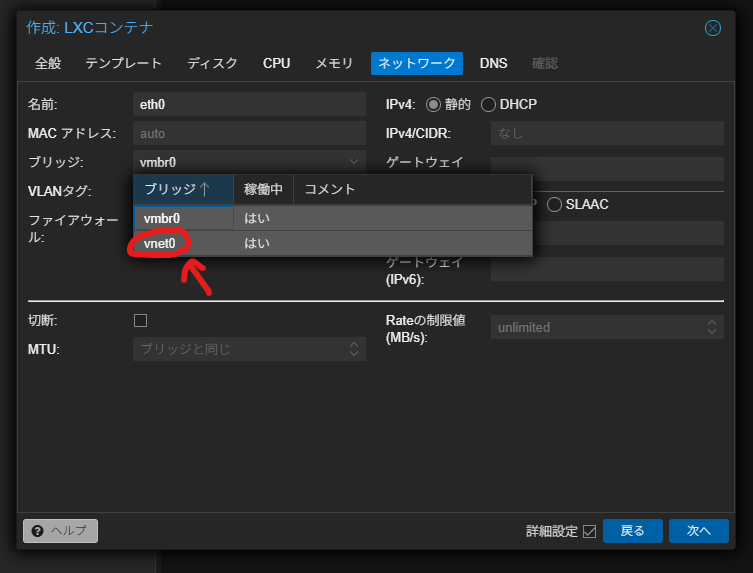 作成: LXCコンテナ
全般 テンプレート ディスク CPU メモリ ネットワーク DNS 確認
名前: eth0
MAC アドレス: auto
ブリッジ: vmbr0
VLANタグ:
ファイアウォー
ル:
ブリッジ 稼働中 コメント
vmbr0 はい
vnet0 はい
切断:
MTU: ブリッジと同じ
IPv4: 静的 DHCP
IPv4/CIDR: なし
ゲートウェイ
SLAAC
ゲートウェイ
(IPv6):
Rateの制限値
(MB/s): unlimited
ヘルプ 詳細設定 戻る 次へ